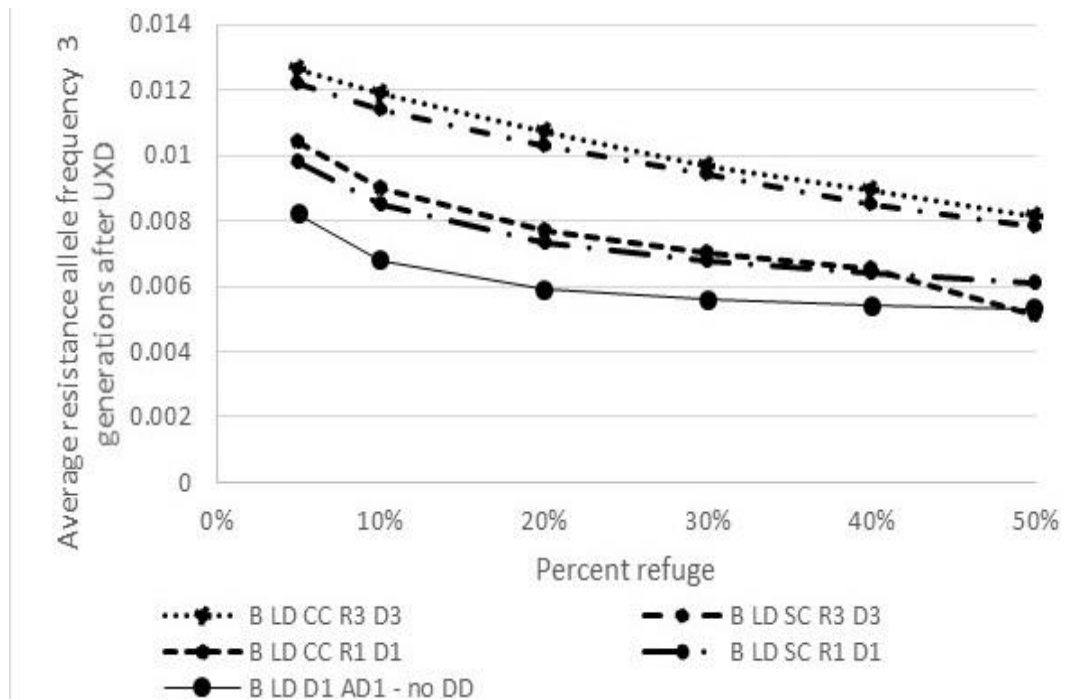 Average resistance allele frequency 3
generations after UXD
0.014
0.012
0.01
0.008
0.006
0.004
0.002
0
0% 10% 20% 30% 40% 50%
Percent refuge
B LD CC R3 D3 B LD SC R3 D3
B LD CC R1 D1 B LD SC R1 D1
B LD D1 AD1 - no DD